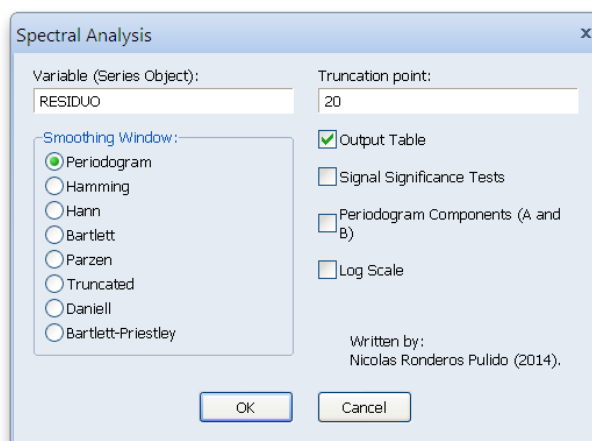 Spectral Analysis
x
Variable (Series Object):
RESIDUO
Smoothing Window:
Periodogram
Hamming
Hann
Bartlett
Parzen
Truncated
Daniell
Bartlett-Priestley
Truncation point:
20
Output Table
Signal Significance Tests
Periodogram Components (A and
B)
Log Scale
Written by:
Nicolas Ronderos Pulido (2014).
OK
Cancel